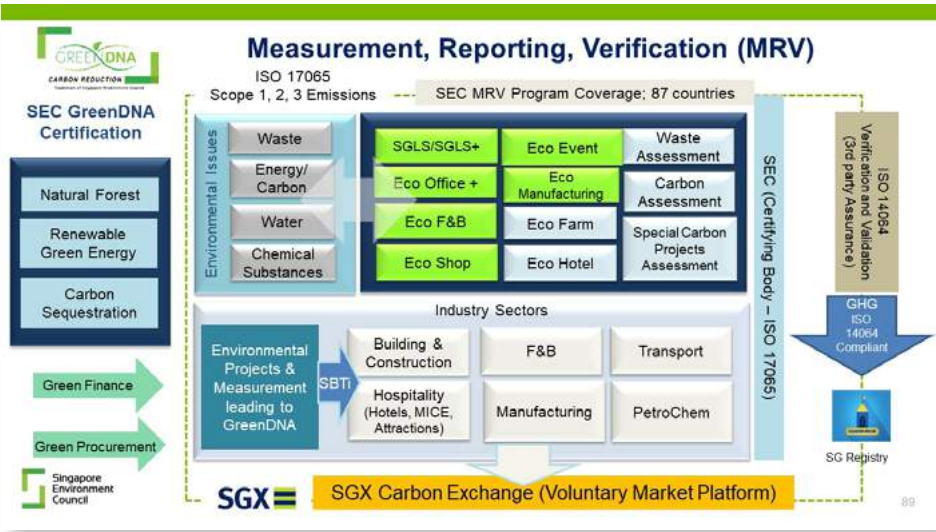 GREENDNA
CARBON REDUCTION
Trademark of Singapore Environment Council
Measurement, Reporting, Verification (MRV)
ISO 17065
Scope 1, 2, 3 Emissions
SEC MRV Program Coverage; 87 countries
SEC GreenDNA
Certification
Natural Forest
Renewable
Green Energy
Carbon
Sequestration
Green Finance
Green Procurement
Singapore
Environment
Council
Environmental Issues
Waste
Energy/
Carbon
Water
Chemical
Substances
SGLS/SGLS+
Eco Office +
Eco F&B
Eco Shop
Eco Event
Eco
Manufacturing
Eco Farm
Eco Hotel
Waste
Assessment
Carbon
Assessment
Special Carbon
Projects
Assessment
Industry Sectors
Environmental
Projects &
Measurement
leading to
GreenDNA
SBTi
Building &
Construction
F&B
Transport
Hospitality
(Hotels, MICE,
Attractions)
Manufacturing
PetroChem
SEC (Certifying Body – ISO 17065)
ISO 14064
Verification and Validation
(3rd party Assurance)
GHG
ISO
14064
Compliant
SG Registry
SGX
SGX Carbon Exchange (Voluntary Market Platform)
89